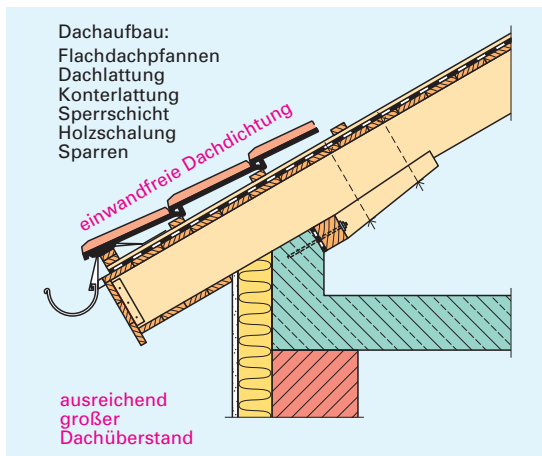 Dachaufbau:
Flachdachpfannen
Dachlattung
Konterlattung
Sperrschicht
Holzschalung
Sparren
einwandfreie Dachdichtung
ausreichend
großer
Dachüberstand